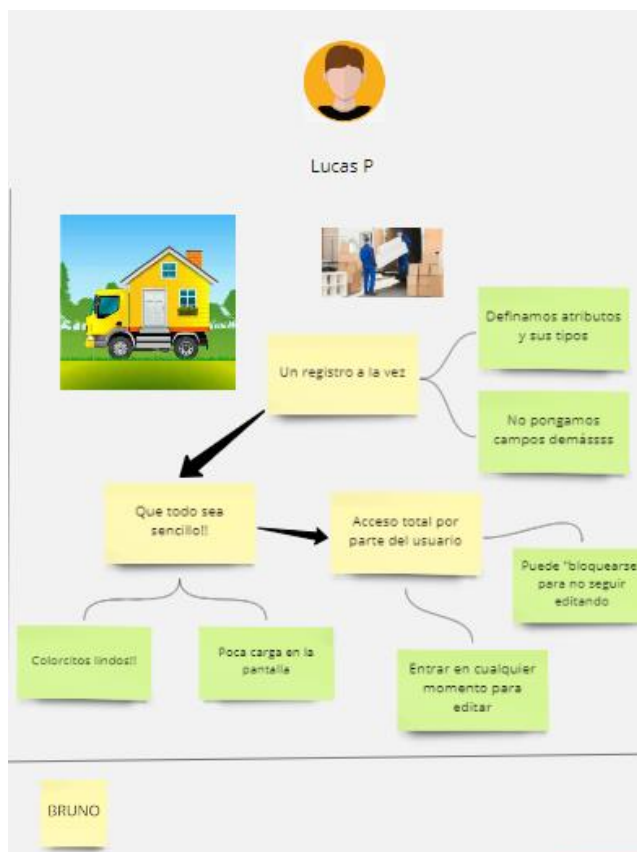 Lucas P
Definamos atributos
y sus tipos
Un registro a la vez
No pongamos
campos demássss
Que todo sea
sencillo!!
Acceso total por
parte del usuario
Puede "bloquearse
para no seguir
editando
Colorcitos lindos!!
Poca carga en la
pantalla
Entrar en cualquier
momento para
editar
BRUNO